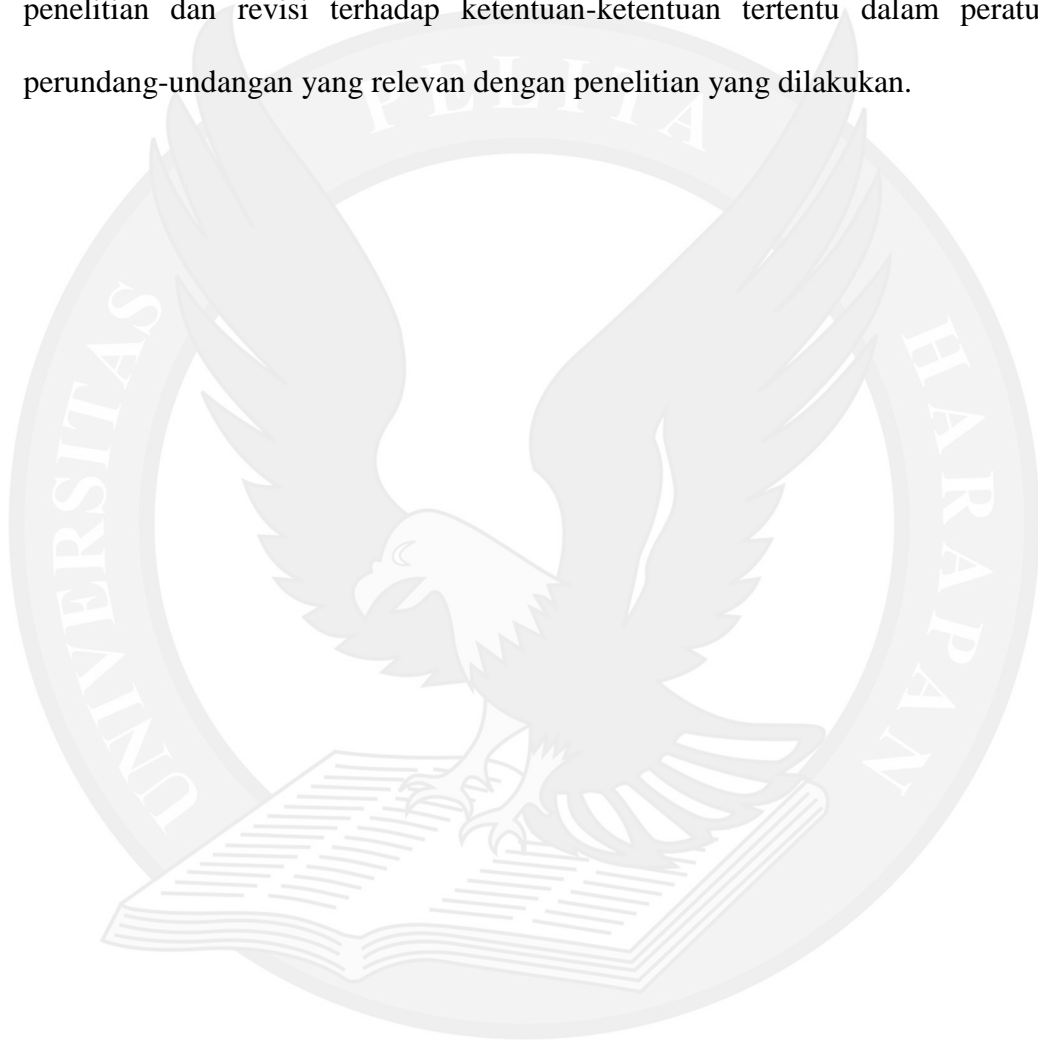 penelitian dan revisi terhadap ketentuan-ketentuan tertentu dalam peratu
perundang-undangan yang relevan dengan penelitian yang dilakukan.
PELITA
UNIVERSITAS
HARAPAN